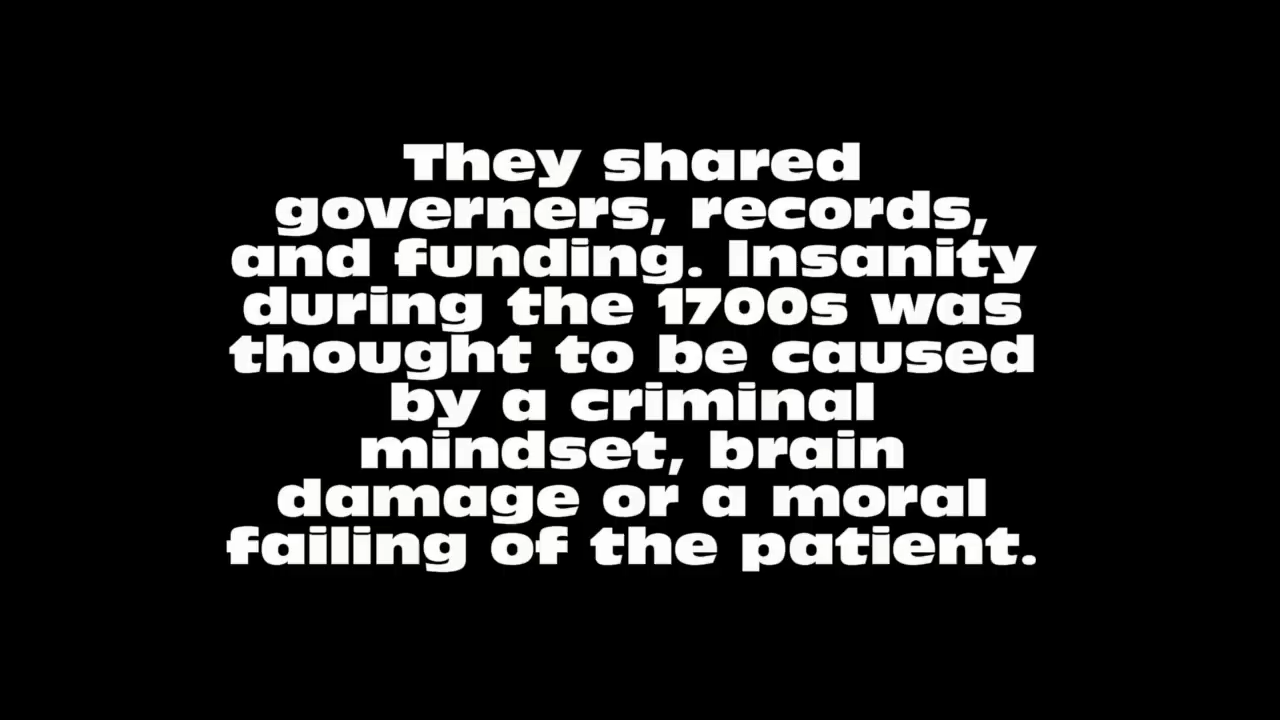 They shared
governers, records,
and funding. Insanity
during the 1700s was
thought to be caused
by a criminal
mindset, brain
damage or a moral
failing of the patient.